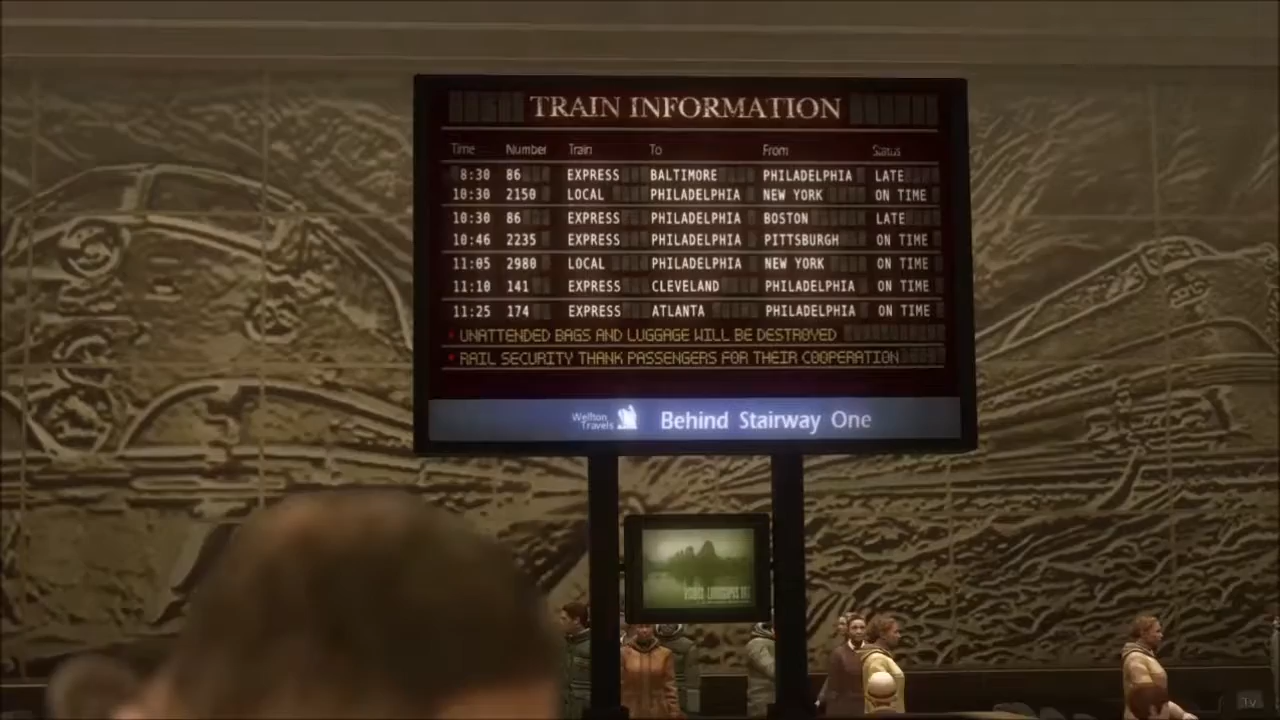 TRAIN INFORMATION
Time Number Train To From Status
8:30 86 EXPRESS BALTIMORE PHILADELPHIA LATE
10:30 2150 LOCAL PHILADELPHIA NEW YORK ON TIME
10:30 86 EXPRESS PHILADELPHIA BOSTON LATE
10:46 2235 EXPRESS PHILADELPHIA PITTSBURGH ON TIME
11:05 2980 LOCAL PHILADELPHIA NEW YORK ON TIME
11:10 141 EXPRESS CLEVELAND PHILADELPHIA ON TIME
11:25 174 EXPRESS ATLANTA PHILADELPHIA ON TIME
UNATTENDED BAGS AND LUGGAGE WILL BE DESTROYED
RAIL SECURITY THANK PASSENGERS FOR THEIR COOPERATION
Travels Behind Stairway One
Tv